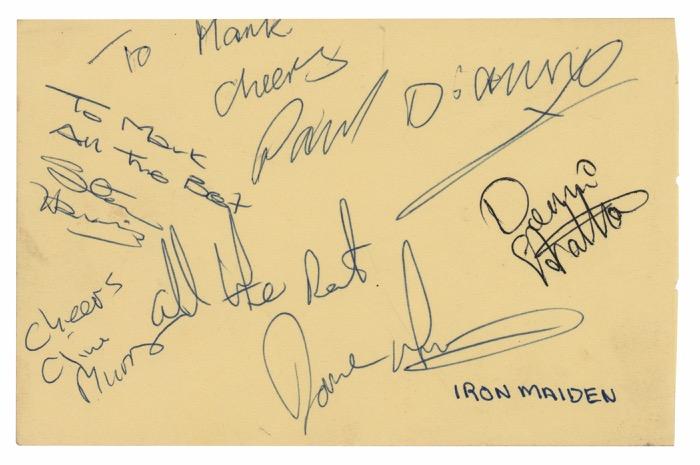 To Mark
Cheers
Paul Di'anno
To Mark
All The Best
Steve
Harris
Dennis
Stratton
All the Best
Dave Murray
Cheers
Clive
Murray
IRON MAIDEN